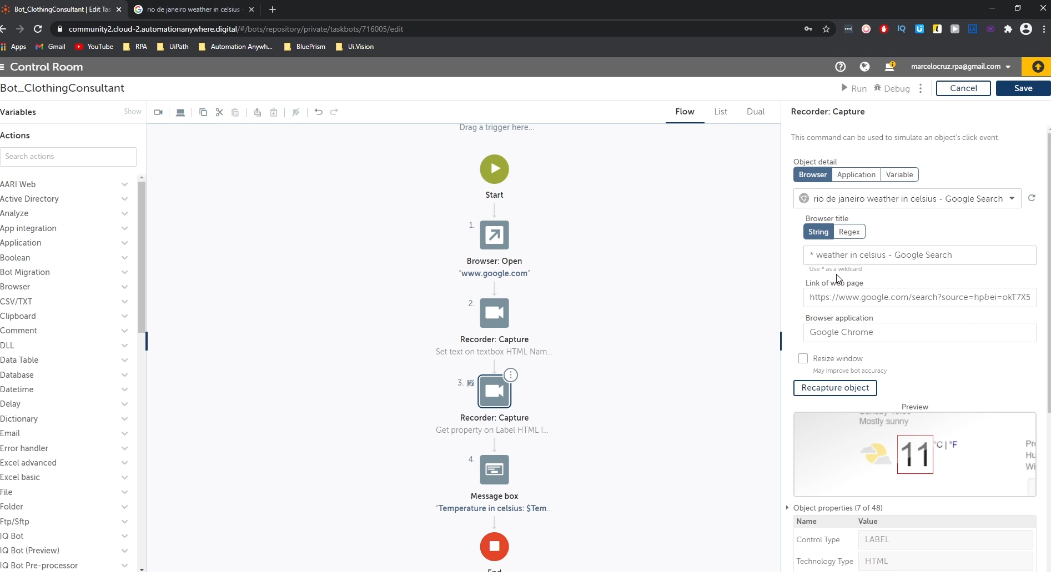 Bot_ClothingConsultant | Edit Tas
rio de janeiro weather in celsius -
community2.cloud-2.automationanywhere.digital/#/bots/repository/private/taskbots/716005/edit
Apps Gmail YouTube RPA UiPath Automation Anywh... BluePrism Ui.Vision
Control Room
marcelocruz.rpa@gmail.com
Bot_ClothingConsultant
Run Debug Cancel Save
Variables Show
Flow List Dual
Recorder: Capture
Actions
Search actions
AARI Web
Active Directory
Analyze
App integration
Application
Boolean
Bot Migration
Browser
CSV/TXT
Clipboard
Comment
DLL
Data Table
Database
Datetime
Delay
Dictionary
Email
Error handler
Excel advanced
Excel basic
File
Folder
Ftp/Sftp
IQ Bot
IQ Bot (Preview)
IQ Bot Pre-processor
Drag a trigger here...
Start
1.
Browser: Open
"www.google.com"
2.
Recorder: Capture
Set text on textbox HTML Nam...
3.
Recorder: Capture
Get property on Label HTML I...
4.
Message box
"Temperature in celsius: $Tem
End
This command can be used to simulate an object's click event.
Object detail
Browser Application Variable
rio de janeiro weather in celsius - Google Search
Browser title
String Regex
* weather in celsius - Google Search
Use * as a wildcard
Link of web page
https://www.google.com/search?source=hp&ei=okT7X5
Browser application
Google Chrome
Resize window
May improve bot accuracy
Recapture object
Preview
Mostly sunny
11 °C | °F
Pr
Hu
Wi
Object properties (7 of 48)
Name Value
Control Type LABEL
Technology Type HTML